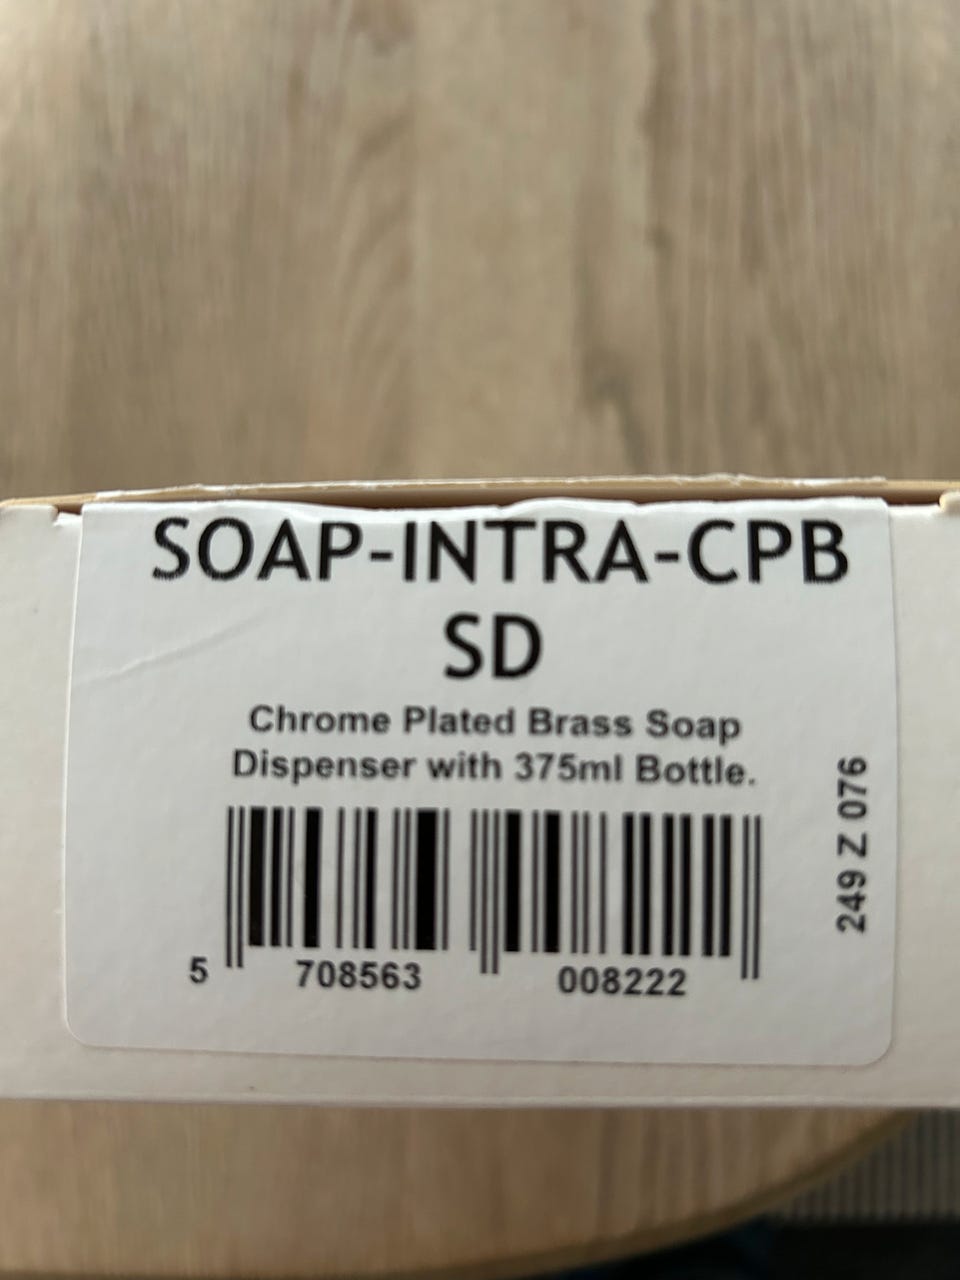 SOAP-INTRA-CPB
SD
Chrome Plated Brass Soap
Dispenser with 375ml Bottle.
5 708563 008222
249 Z 076